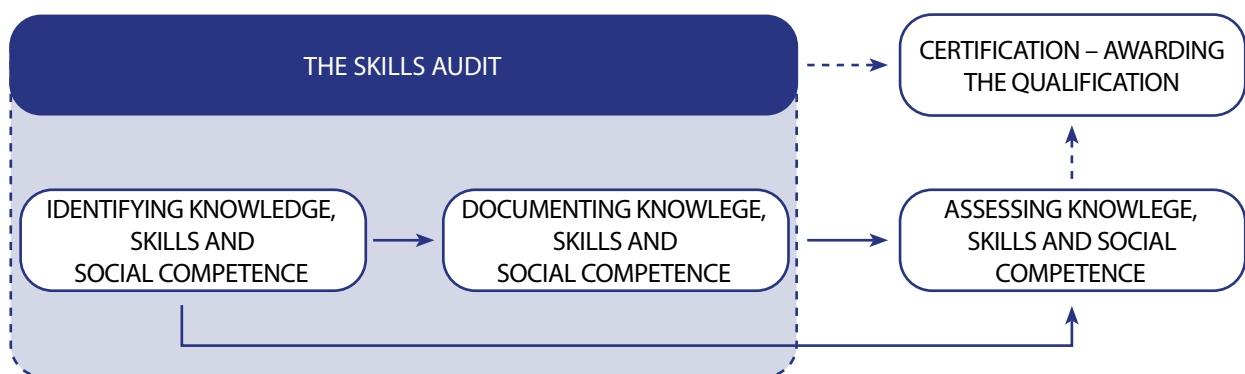 THE SKILLS AUDIT
CERTIFICATION – AWARDING
THE QUALIFICATION
IDENTIFYING KNOWLEDGE,
SKILLS AND
SOCIAL COMPETENCE
DOCUMENTING KNOWLEGE,
SKILLS AND
SOCIAL COMPETENCE
ASSESSING KNOWLEGE,
SKILLS AND SOCIAL
COMPETENCE